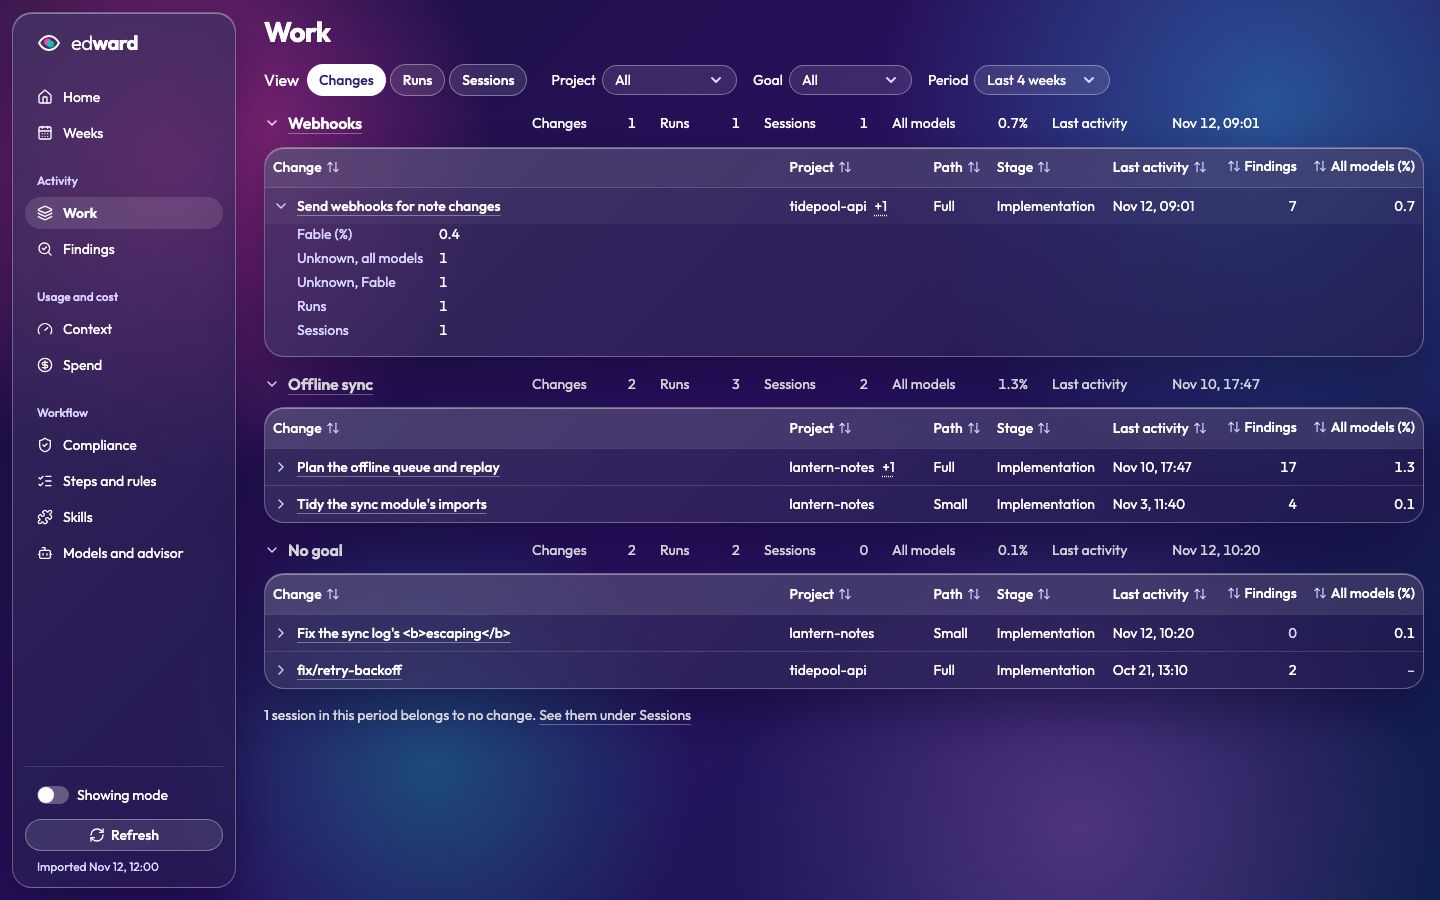 edward
Home
Weeks
Activity
Work
Findings
Usage and cost
Context
Spend
Workflow
Compliance
Steps and rules
Skills
Models and advisor
Showing mode
Refresh
Imported Nov 12, 12:00
Work
View Changes Runs Sessions Project All Goal All Period Last 4 weeks
Webhooks Changes 1 Runs 1 Sessions 1 All models 0.7% Last activity Nov 12, 09:01
Change Project Path Stage Last activity Findings All models (%)
Send webhooks for note changes tidepool-api +1 Full Implementation Nov 12, 09:01 7 0.7
Fable (%) 0.4
Unknown, all models 1
Unknown, Fable 1
Runs 1
Sessions 1
Offline sync Changes 2 Runs 3 Sessions 2 All models 1.3% Last activity Nov 10, 17:47
Change Project Path Stage Last activity Findings All models (%)
Plan the offline queue and replay lantern-notes +1 Full Implementation Nov 10, 17:47 17 1.3
Tidy the sync module's imports lantern-notes Small Implementation Nov 3, 11:40 4 0.1
No goal Changes 2 Runs 2 Sessions 0 All models 0.1% Last activity Nov 12, 10:20
Change Project Path Stage Last activity Findings All models (%)
Fix the sync log's <b>escaping</b> lantern-notes Small Implementation Nov 12, 10:20 0 0.1
fix/retry-backoff tidepool-api Full Implementation Oct 21, 13:10 2 –
1 session in this period belongs to no change. See them under Sessions